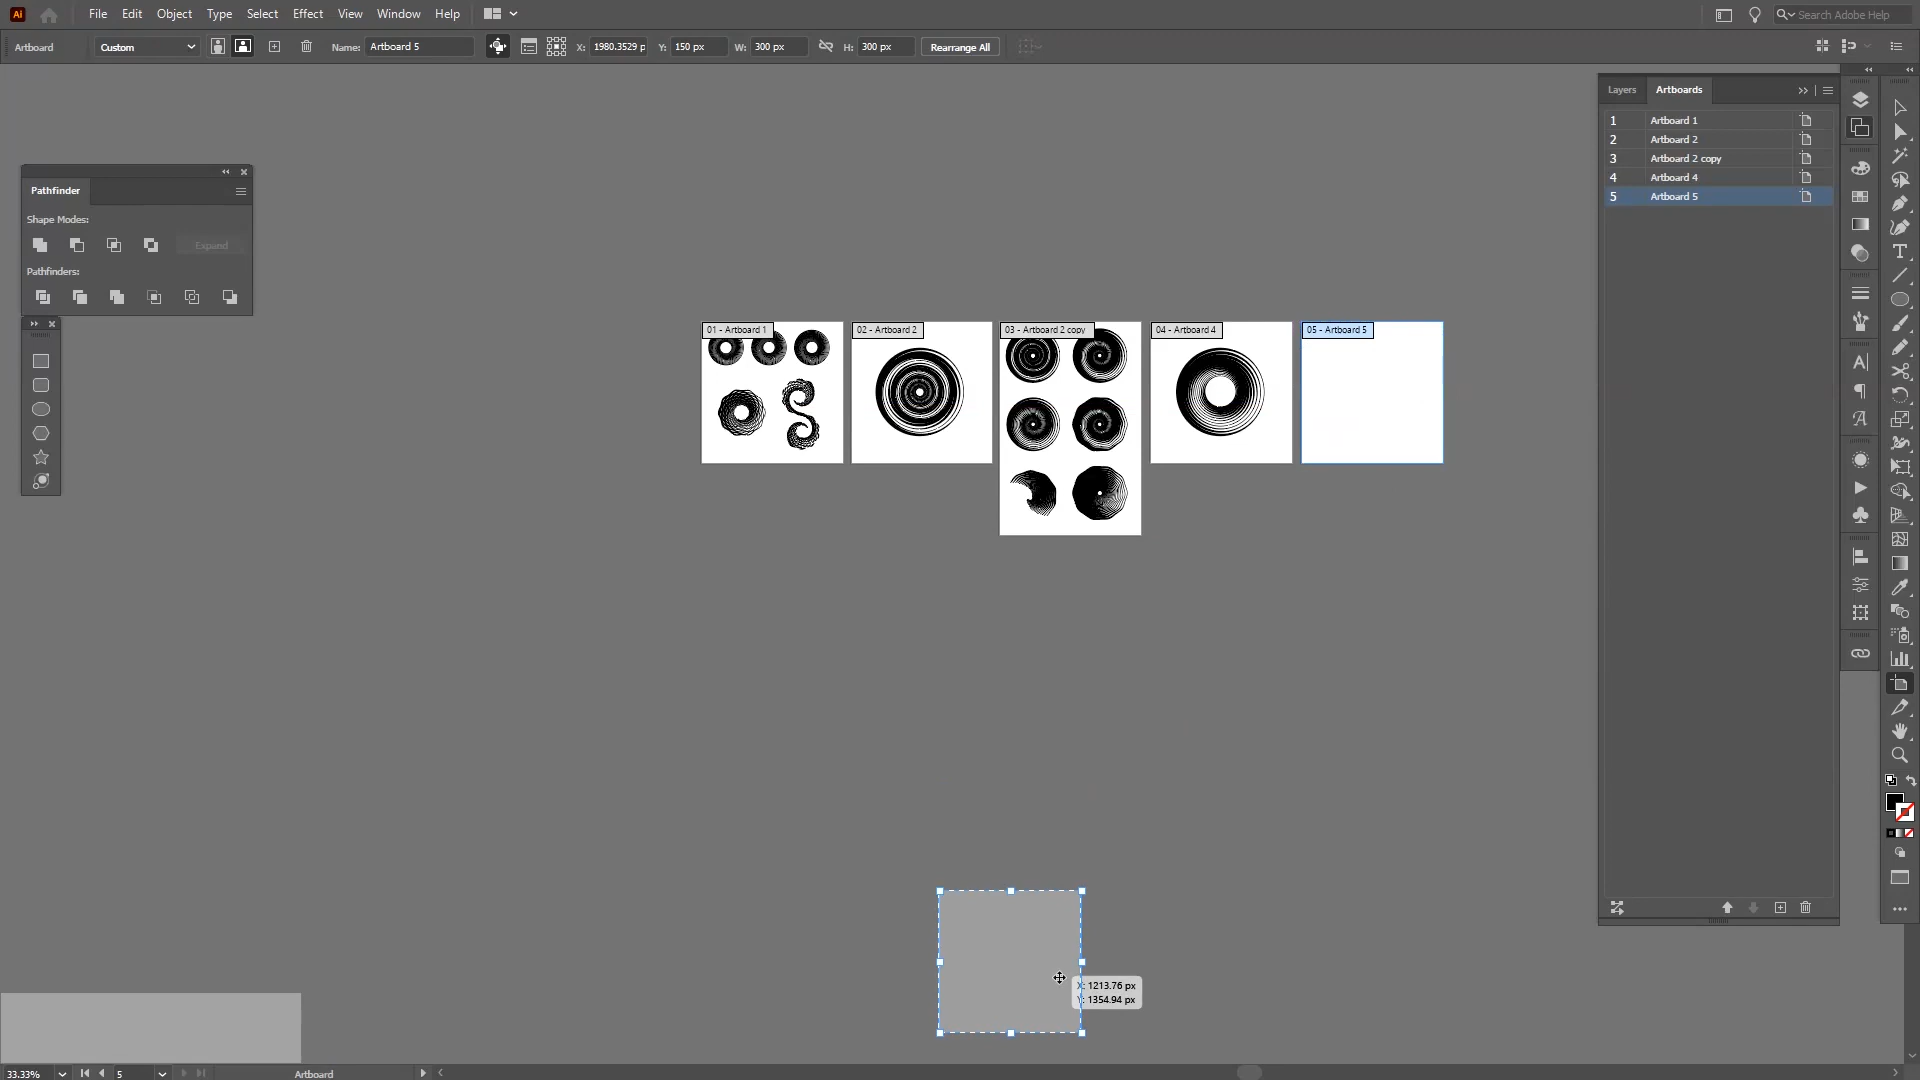 Ai File Edit Object Type Select Effect View Window Help Search Adobe Help
Artboard Custom Name: Artboard 5 X: 1980.3529 p Y: 150 px W: 300 px H: 300 px Rearrange All
Layers Artboards
1 Artboard 1
2 Artboard 2
3 Artboard 2 copy
4 Artboard 4
5 Artboard 5
Pathfinder
Shape Modes:
Expand
Pathfinders:
01 - Artboard 1
02 - Artboard 2
03 - Artboard 2 copy
04 - Artboard 4
05 - Artboard 5
X: 1213.76 px
Y: 1354.94 px
33.33% 5 Artboard